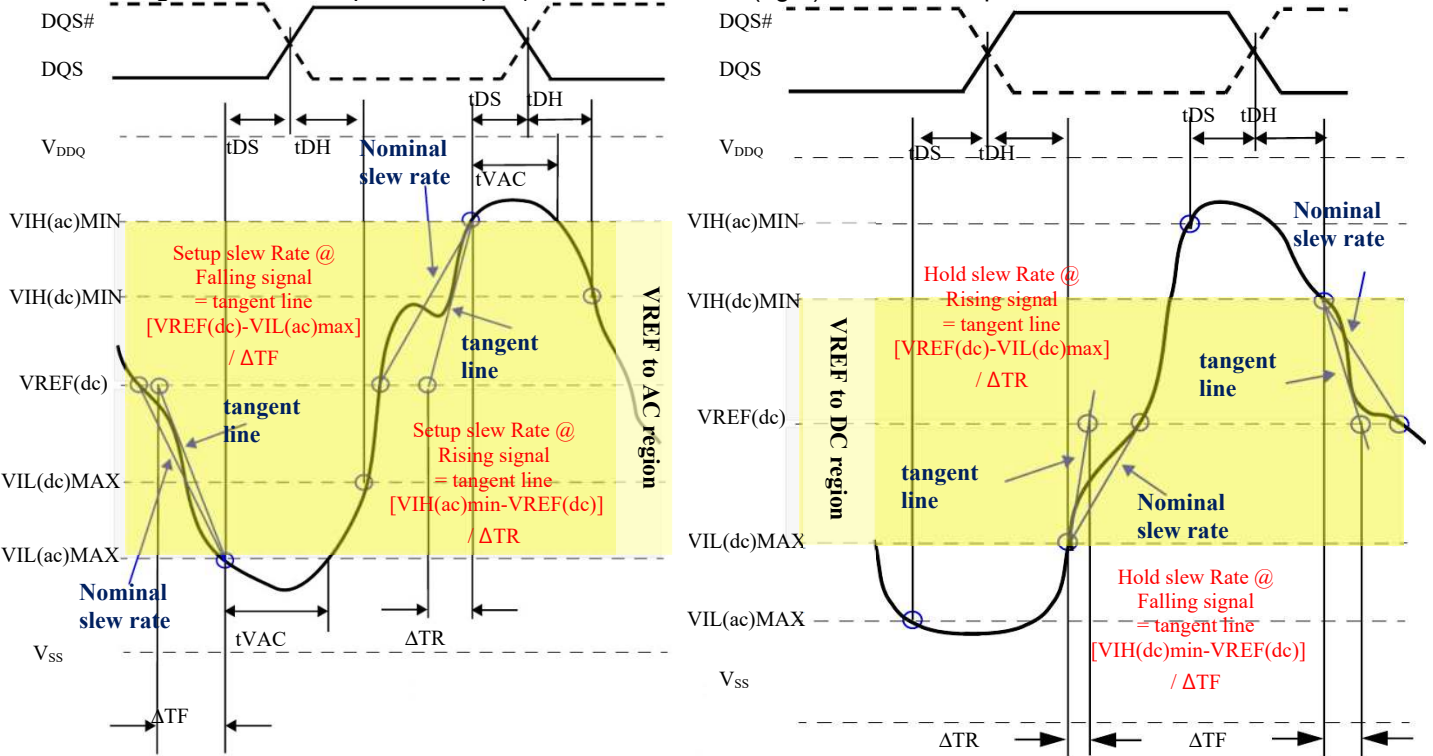 DQS#
DQS
tDS
tDH
VDDQ
tDS
tDH
Nominal
slew rate
tVAC
VIH(ac)MIN
Setup slew Rate @
Falling signal
= tangent line
[VREF(dc)-VIL(ac)max]
/ ΔTF
VIH(dc)MIN
tangent
line
VREF to AC region
VREF(dc)
tangent
line
Setup slew Rate @
Rising signal
= tangent line
[VIH(ac)min-VREF(dc)]
/ ΔTR
VIL(dc)MAX
VIL(ac)MAX
Nominal
slew rate
tVAC
ΔTR
VSS
ΔTF
DQS#
DQS
tDS
tDH
VDDQ
tDS
tDH
VIH(ac)MIN
Nominal
slew rate
Hold slew Rate @
Rising signal
= tangent line
[VREF(dc)-VIL(dc)max]
/ ΔTR
VIH(dc)MIN
VREF to DC region
tangent
line
VREF(dc)
tangent
line
Nominal
slew rate
VIL(dc)MAX
Hold slew Rate @
Falling signal
= tangent line
[VIH(dc)min-VREF(dc)]
/ ΔTF
VIL(ac)MAX
VSS
ΔTR
ΔTF